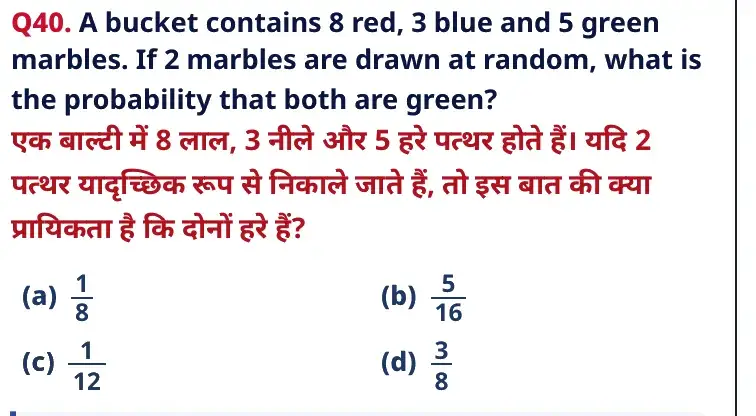 Q40. A bucket contains 8 red, 3 blue and 5 green
marbles. If 2 marbles are drawn at random, what is
the probability that both are green?
एक बाल्टी में 8 लाल, 3 नीले और 5 हरे पत्थर होते हैं। यदि 2
पत्थर यादृच्छिक रूप से निकाले जाते हैं, तो इस बात की क्या
प्रायिकता है कि दोनों हरे हैं?
(a) 1/8 (b) 5/16
(c) 1/12 (d) 3/8